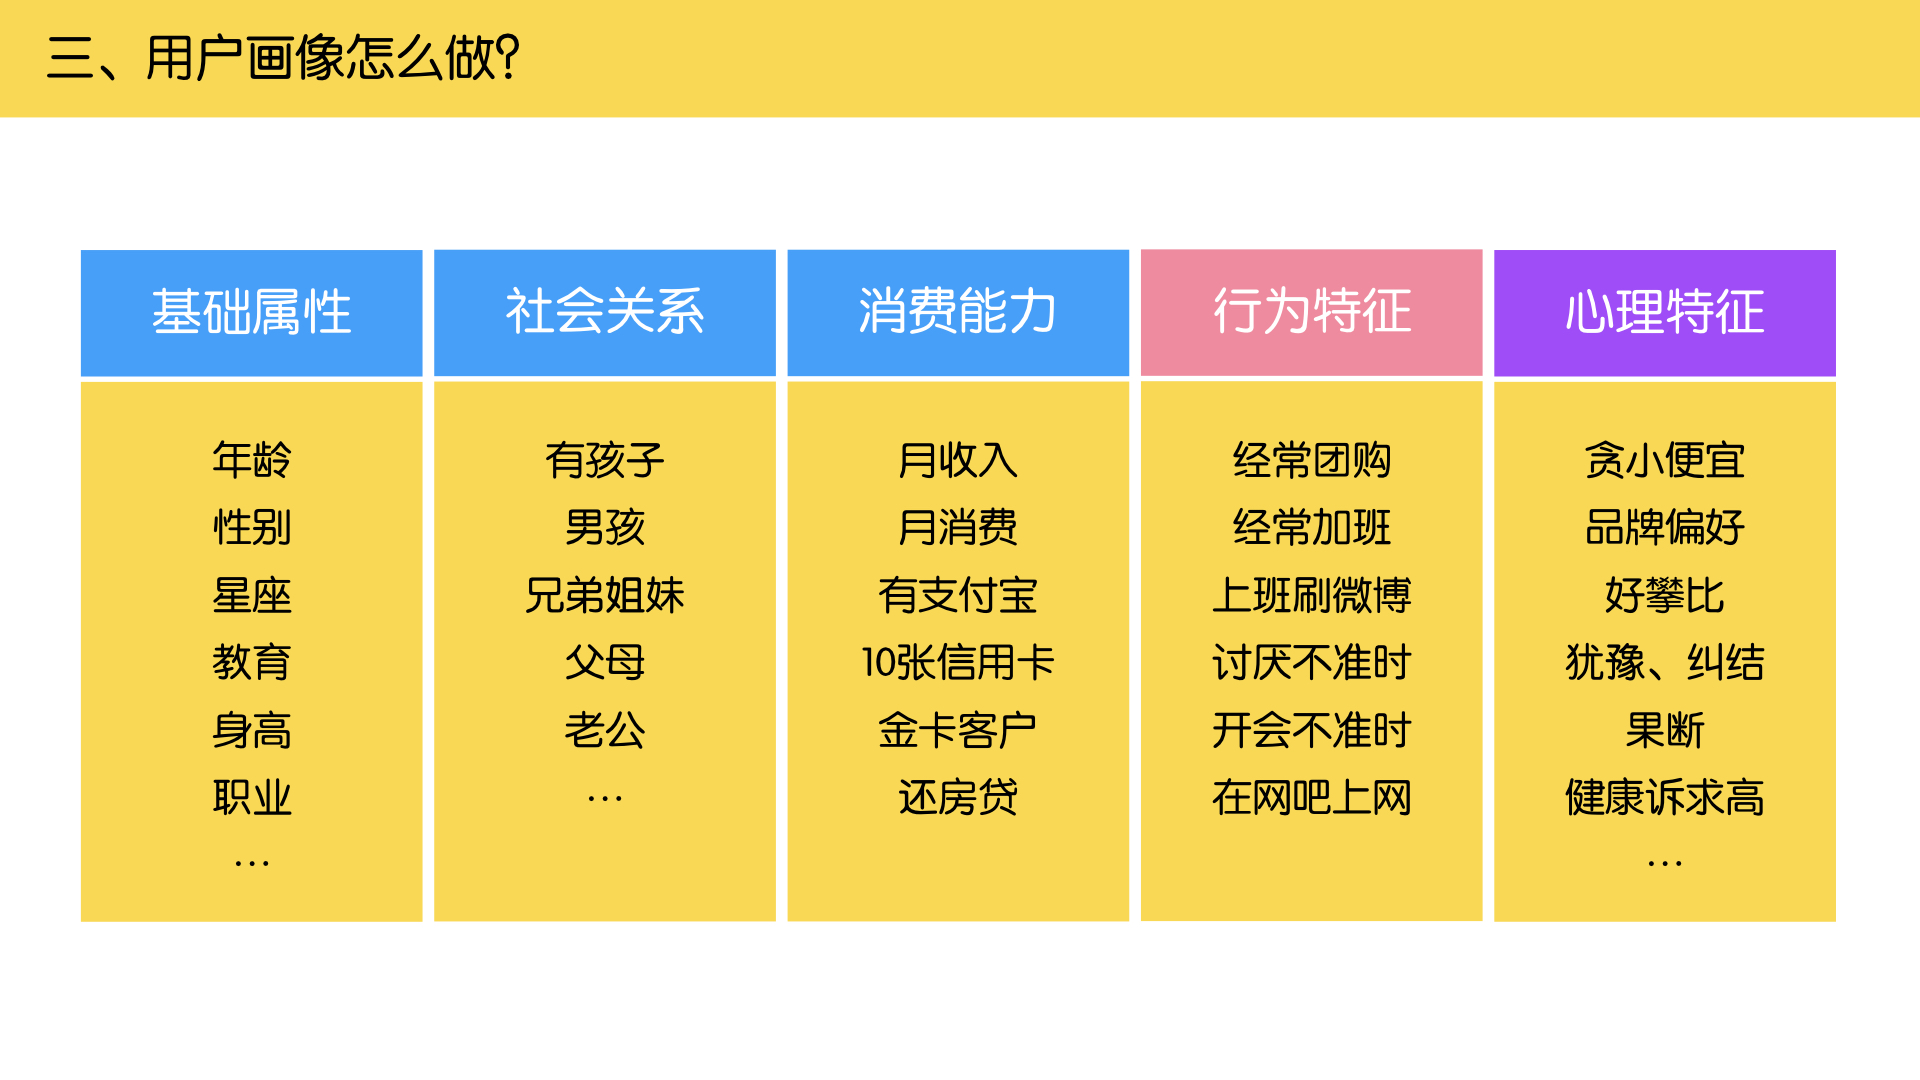 三、用户画像怎么做?
基础属性
年龄
性别
星座
教育
身高
职业
…
社会关系
有孩子
男孩
兄弟姐妹
父母
老公
…
消费能力
月收入
月消费
有支付宝
10张信用卡
金卡客户
还房贷
行为特征
经常团购
经常加班
上班刷微博
讨厌不准时
开会不准时
在网吧上网
心理特征
贪小便宜
品牌偏好
好攀比
犹豫、纠结
果断
健康诉求高
…